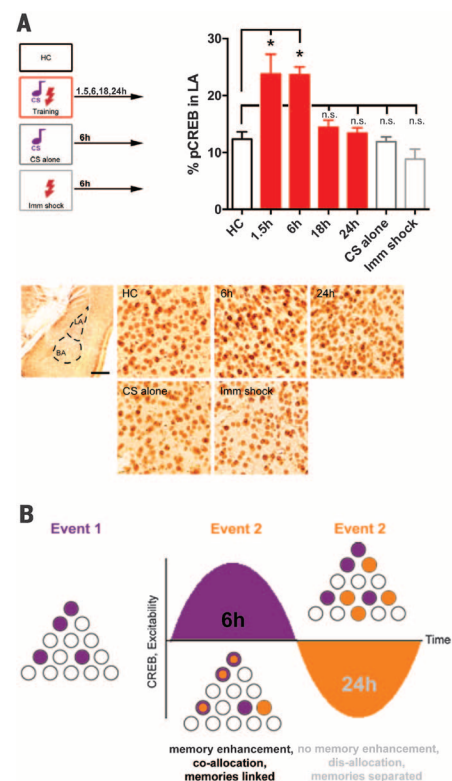 A
HC
CS
Training
1,5,6,18,24h
CS
CS alone
6h
Imm shock
6h
% pCREB in LA
30
20
10
0
*
*
n.s.
n.s.
n.s.
n.s.
HC
1.5h
6h
18h
24h
CS alone
Imm shock
LA
BA
HC
6h
24h
CS alone
Imm shock
B
Event 1
Event 2
Event 2
CREB, Excitability
6h
Time
24h
memory enhancement,
co-allocation,
memories linked
no memory enhancement,
dis-allocation,
memories separated